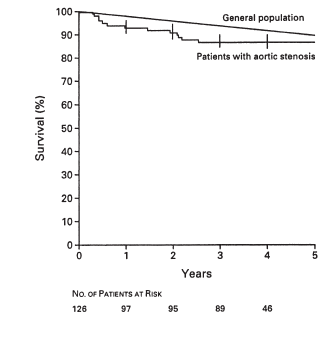 100
General population
90
Patients with aortic stenosis
80
70
60
50
40
30
20
10
0
Survival (%)
0 1 2 3 4 5
Years
No. of Patients at Risk
126 97 95 89 46